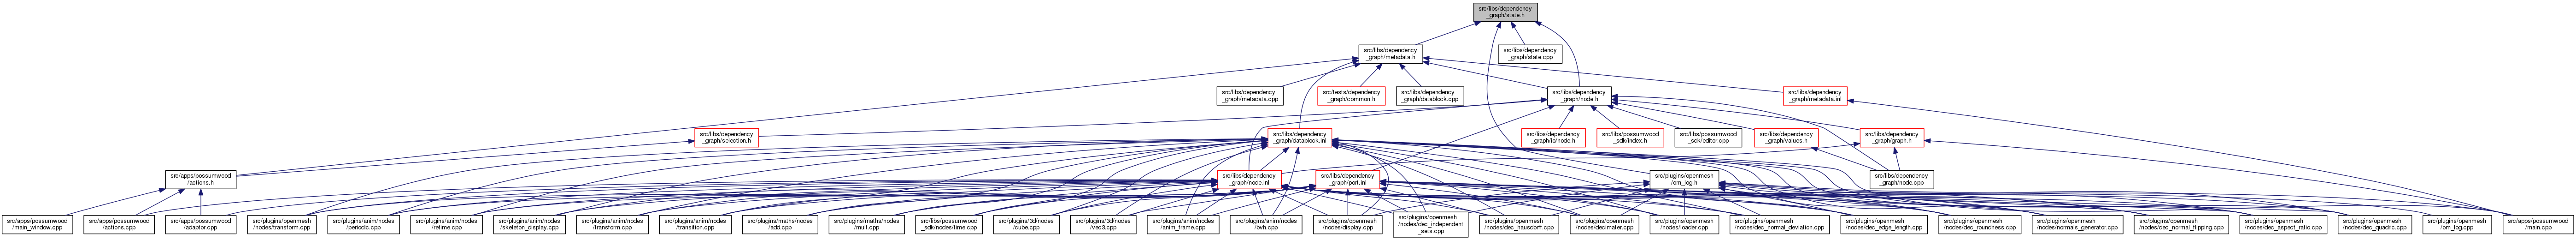 src/libs/dependency
_graph/state.h
src/libs/dependency
_graph/metadata.h
src/libs/dependency
_graph/state.cpp
src/libs/dependency
_graph/metadata.cpp
src/tests/dependency
_graph/common.h
src/libs/dependency
_graph/datablock.cpp
src/libs/dependency
_graph/node.h
src/libs/dependency
_graph/metadata.inl
src/libs/dependency
_graph/selection.h
src/libs/dependency
_graph/datablock.inl
src/libs/dependency
_graph/io/node.h
src/libs/possumwood
_sdk/index.h
src/libs/possumwood
_sdk/editor.cpp
src/libs/dependency
_graph/values.h
src/libs/dependency
_graph/graph.h
src/apps/possumwood
/actions.h
src/libs/dependency
_graph/node.inl
src/libs/dependency
_graph/port.inl
src/plugins/openmesh
/om_log.h
src/libs/dependency
_graph/node.cpp
src/apps/possumwood
/main_window.cpp
src/apps/possumwood
/actions.cpp
src/apps/possumwood
/adaptor.cpp
src/plugins/openmesh
/nodes/transform.cpp
src/plugins/anim/nodes
/periodic.cpp
src/plugins/anim/nodes
/retime.cpp
src/plugins/anim/nodes
/skeleton_display.cpp
src/plugins/anim/nodes
/transform.cpp
src/plugins/anim/nodes
/transition.cpp
src/plugins/maths/nodes
/add.cpp
src/plugins/maths/nodes
/mult.cpp
src/libs/possumwood
_sdk/nodes/time.cpp
src/plugins/3d/nodes
/cube.cpp
src/plugins/3d/nodes
/vec3.cpp
src/plugins/anim/nodes
/anim_frame.cpp
src/plugins/anim/nodes
/bvh.cpp
src/plugins/openmesh
/nodes/display.cpp
src/plugins/openmesh
/nodes/dec_independent
_sets.cpp
src/plugins/openmesh
/nodes/dec_hausdorff.cpp
src/plugins/openmesh
/nodes/decimater.cpp
src/plugins/openmesh
/nodes/loader.cpp
src/plugins/openmesh
/nodes/dec_normal_deviation.cpp
src/plugins/openmesh
/nodes/dec_edge_length.cpp
src/plugins/openmesh
/nodes/dec_roundness.cpp
src/plugins/openmesh
/nodes/normals_generator.cpp
src/plugins/openmesh
/nodes/dec_normal_flipping.cpp
src/plugins/openmesh
/nodes/dec_aspect_ratio.cpp
src/plugins/openmesh
/nodes/dec_quadric.cpp
src/plugins/openmesh
/om_log.cpp
src/apps/possumwood
/main.cpp